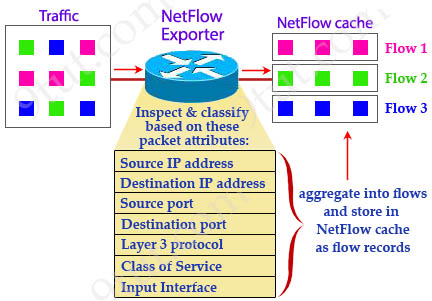 Traffic
NetFlow
Exporter
NetFlow cache
Flow 1
Flow 2
Flow 3
Inspect & classify
based on these
packet attributes:
Source IP address
Destination IP address
Source port
Destination port
Layer 3 protocol
Class of Service
Input Interface
aggregate into flows
and store in
NetFlow cache
as flow records